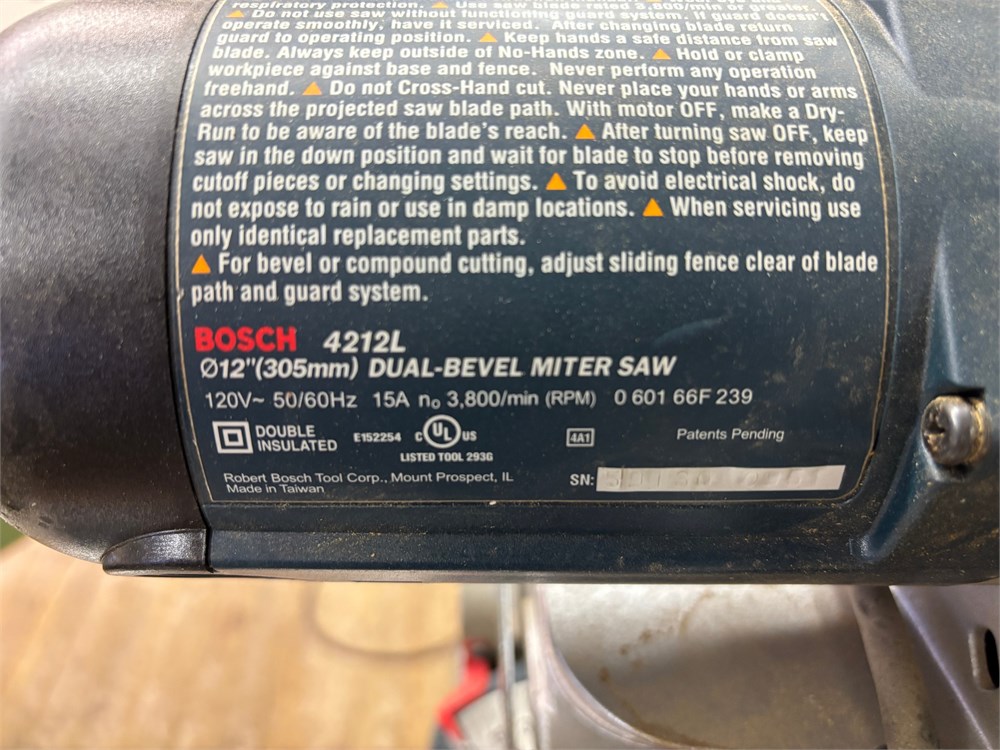 respiratory protection. ▲ Use saw blade rated 3,800/min or greater.
▲ Do not use saw without functioning guard system. If guard doesn't
operate smoothly, have it serviced. After changing blade return
guard to operating position. ▲ Keep hands a safe distance from saw
blade. Always keep outside of No-Hands zone. ▲ Hold or clamp
workpiece against base and fence. Never perform any operation
freehand. ▲ Do not Cross-Hand cut. Never place your hands or arms
across the projected saw blade path. With motor OFF, make a Dry-
Run to be aware of the blade's reach. ▲ After turning saw OFF, keep
saw in the down position and wait for blade to stop before removing
cutoff pieces or changing settings. ▲ To avoid electrical shock, do
not expose to rain or use in damp locations. ▲ When servicing use
only identical replacement parts.
▲ For bevel or compound cutting, adjust sliding fence clear of blade
path and guard system.
BOSCH 4212L
Ø12"(305mm) DUAL-BEVEL MITER SAW
120V~ 50/60Hz 15A n₀ 3,800/min (RPM) 0 601 66F 239
DOUBLE
INSULATED
E152254 c UL us
LISTED TOOL 293G
4A1
Patents Pending
Robert Bosch Tool Corp., Mount Prospect, IL
Made in Taiwan
SN: